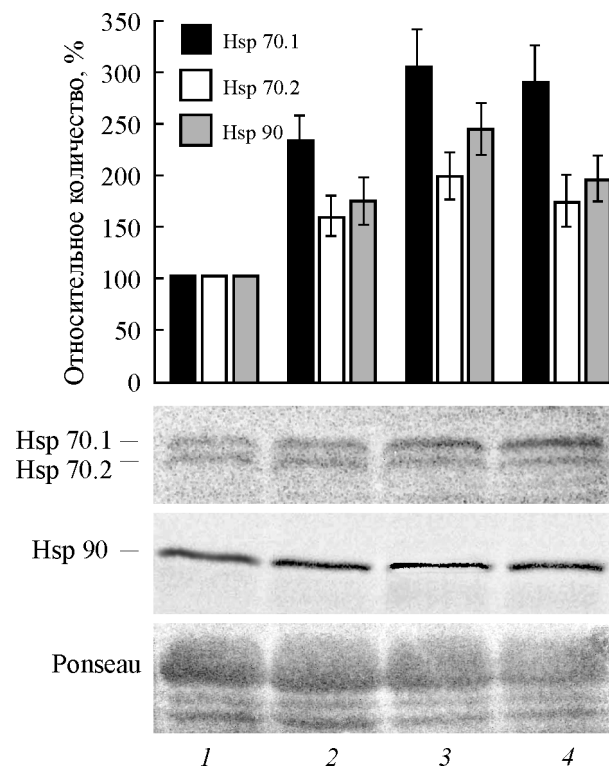 Относительное количество, %
350
300
250
200
150
100
50
0
Hsp 70.1
Hsp 70.2
Hsp 90
Hsp 70.1
Hsp 70.2
Hsp 90
Ponseau
1 2 3 4